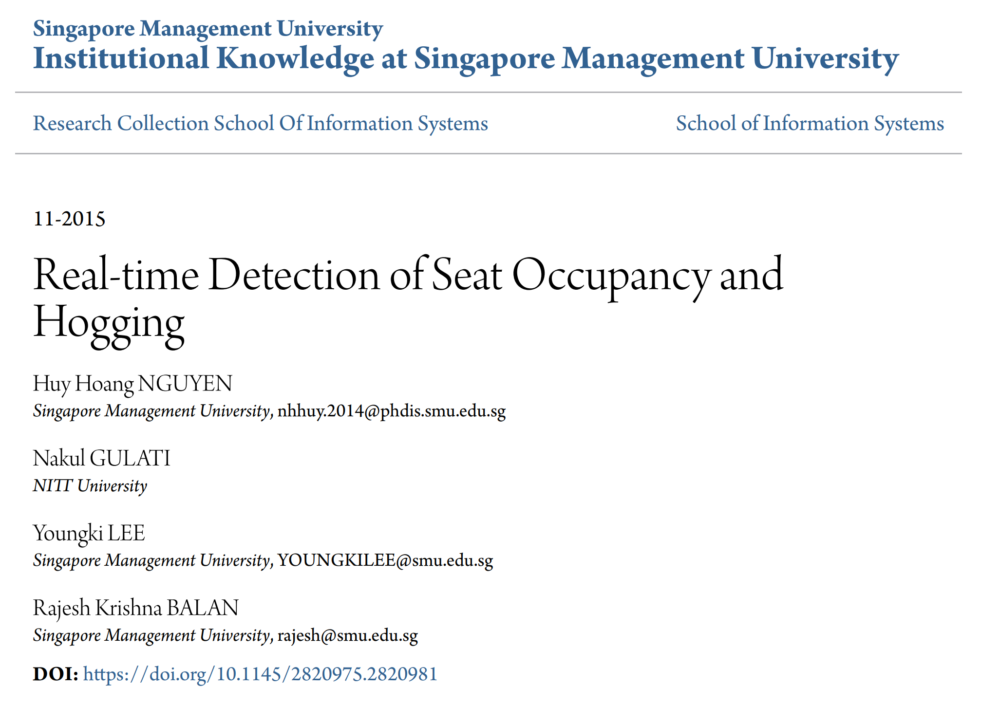 Singapore Management University
Institutional Knowledge at Singapore Management University
Research Collection School Of Information Systems
School of Information Systems
11-2015
Real-time Detection of Seat Occupancy and
Hogging
Huy Hoang NGUYEN
Singapore Management University, nhhuy.2014@phdis.smu.edu.sg
Nakul GULATI
NITT University
Youngki LEE
Singapore Management University, YOUNGKILEE@smu.edu.sg
Rajesh Krishna BALAN
Singapore Management University, rajesh@smu.edu.sg
DOI: https://doi.org/10.1145/2820975.2820981